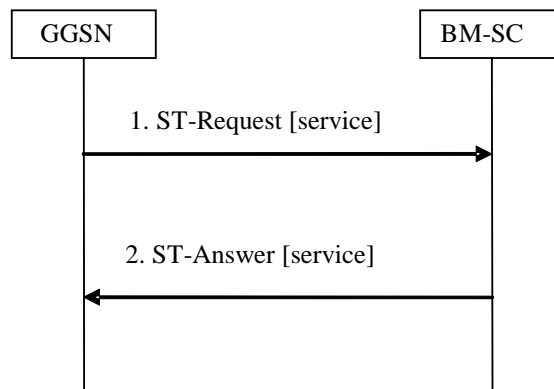 GGSN
BM-SC
1. ST-Request [service]
2. ST-Answer [service]